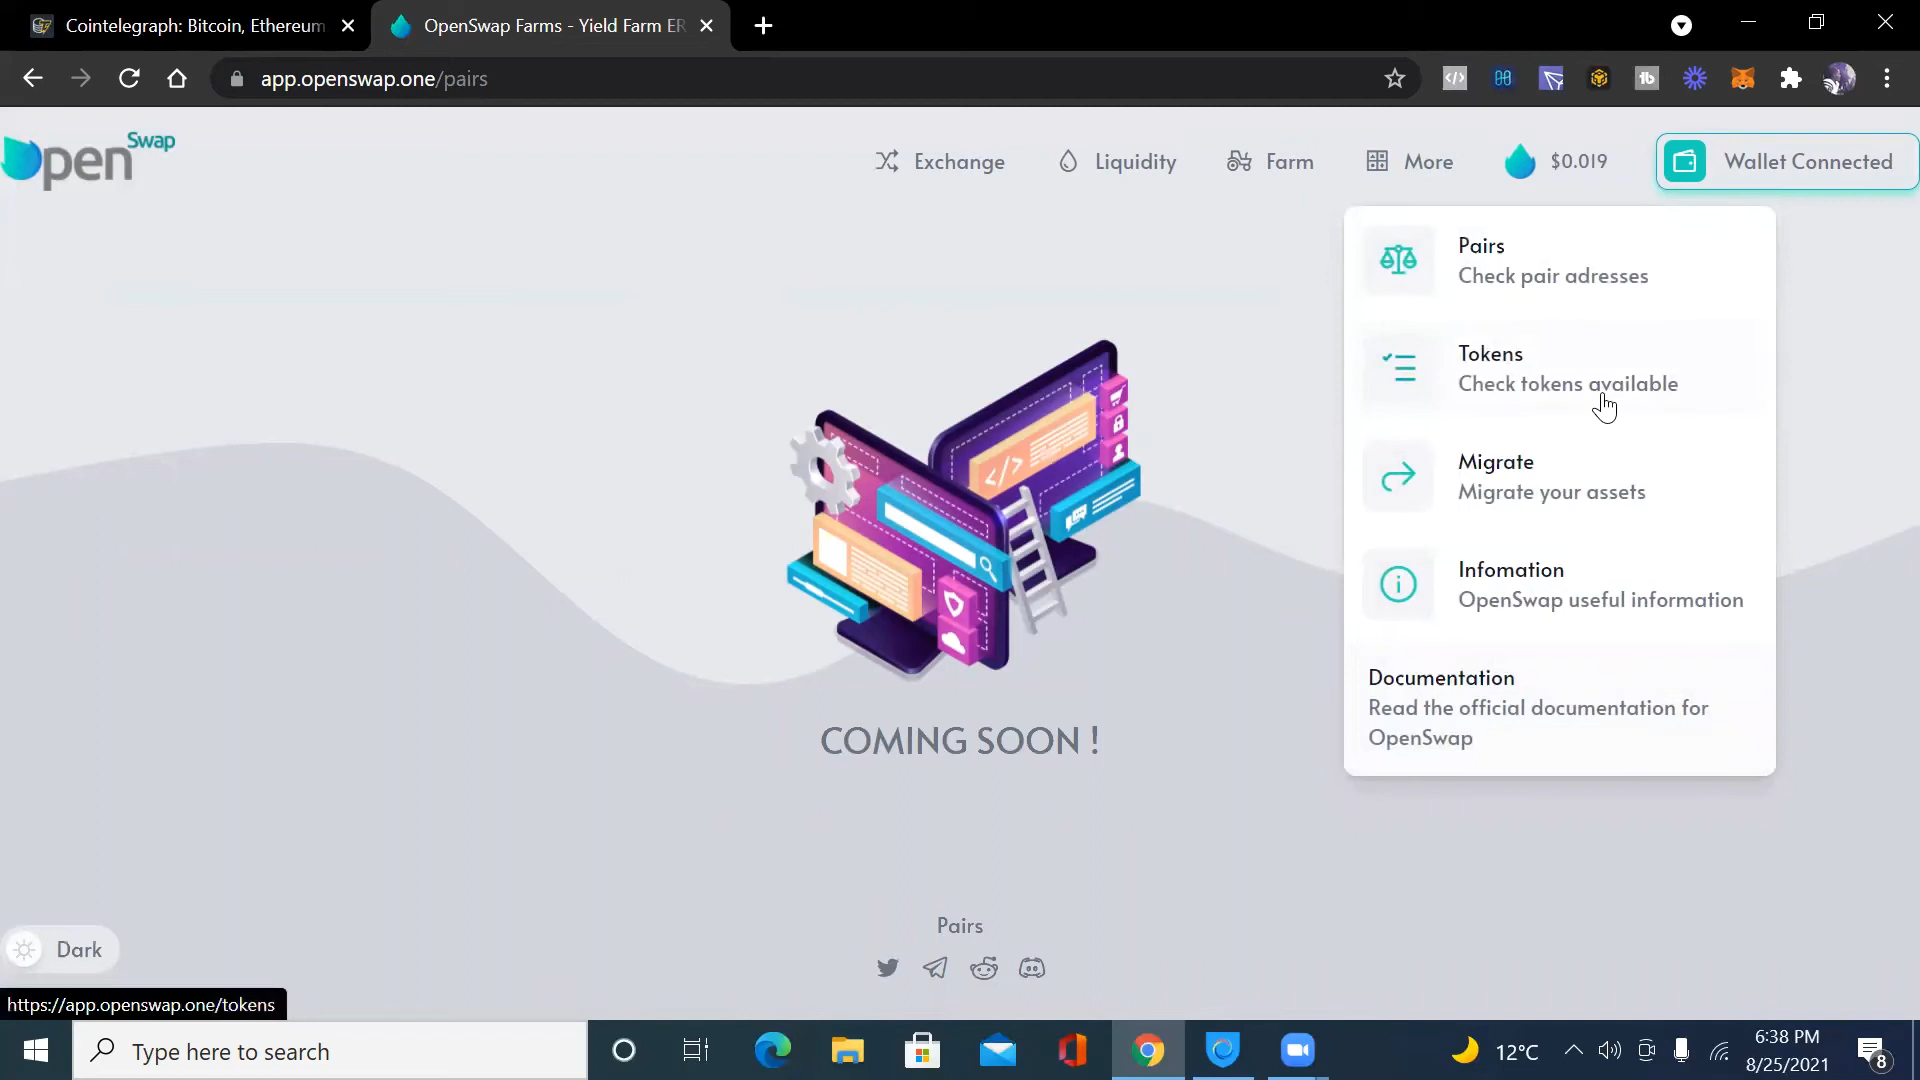 Cointelegraph: Bitcoin, Ethereum
OpenSwap Farms - Yield Farm ER
app.openswap.one/pairs
Open Swap
Exchange
Liquidity
Farm
More
$0.019
Wallet Connected
Pairs
Check pair adresses
Tokens
Check tokens available
Migrate
Migrate your assets
Infomation
OpenSwap useful information
Documentation
Read the official documentation for
OpenSwap
COMING SOON !
Pairs
Dark
https://app.openswap.one/tokens
Type here to search
12°C
6:38 PM
8/25/2021
8